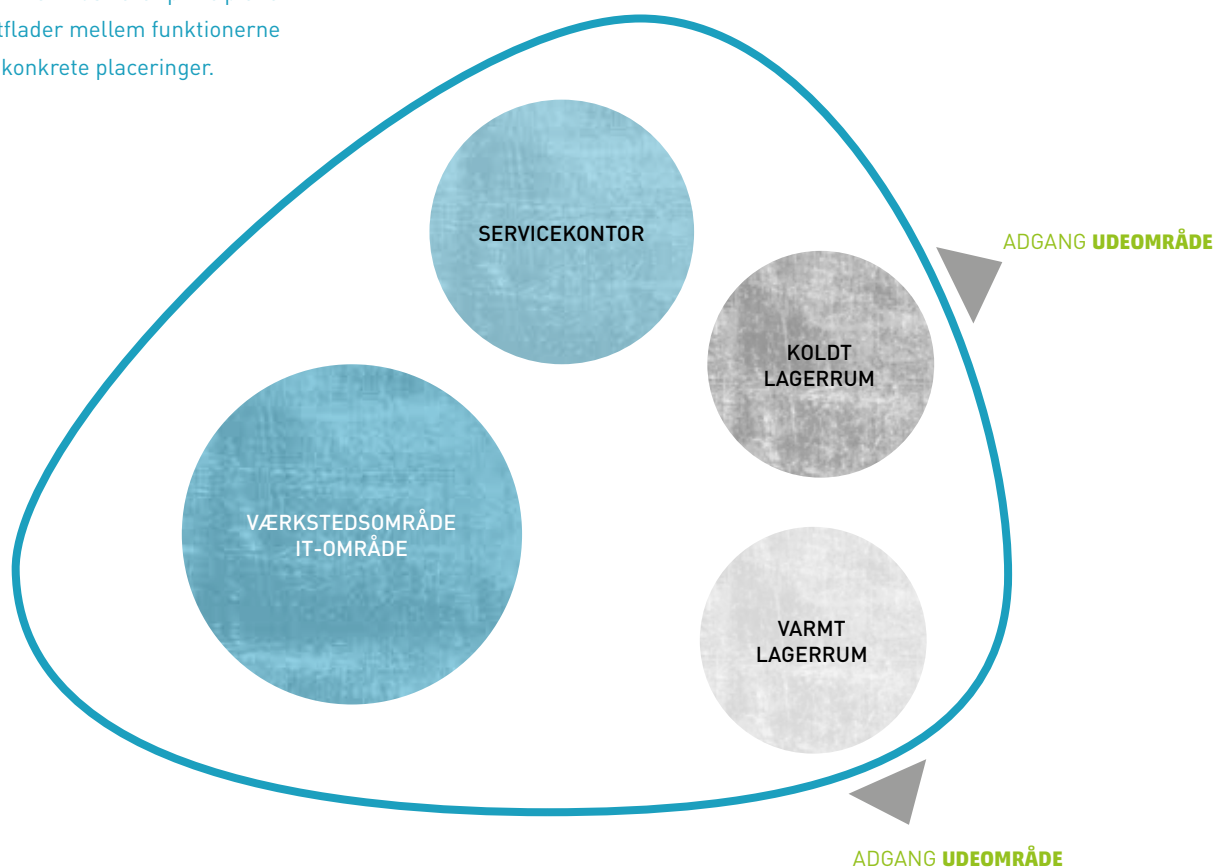 tflader mellem funktionerne
konkrete placeringer.
SERVICEKONTOR
ADGANG UDEOMRÅDE
KOLDT
LAGERRUM
VÆRKSTEDSOMRÅDE
IT-OMRÅDE
VARMT
LAGERRUM
ADGANG UDEOMRÅDE